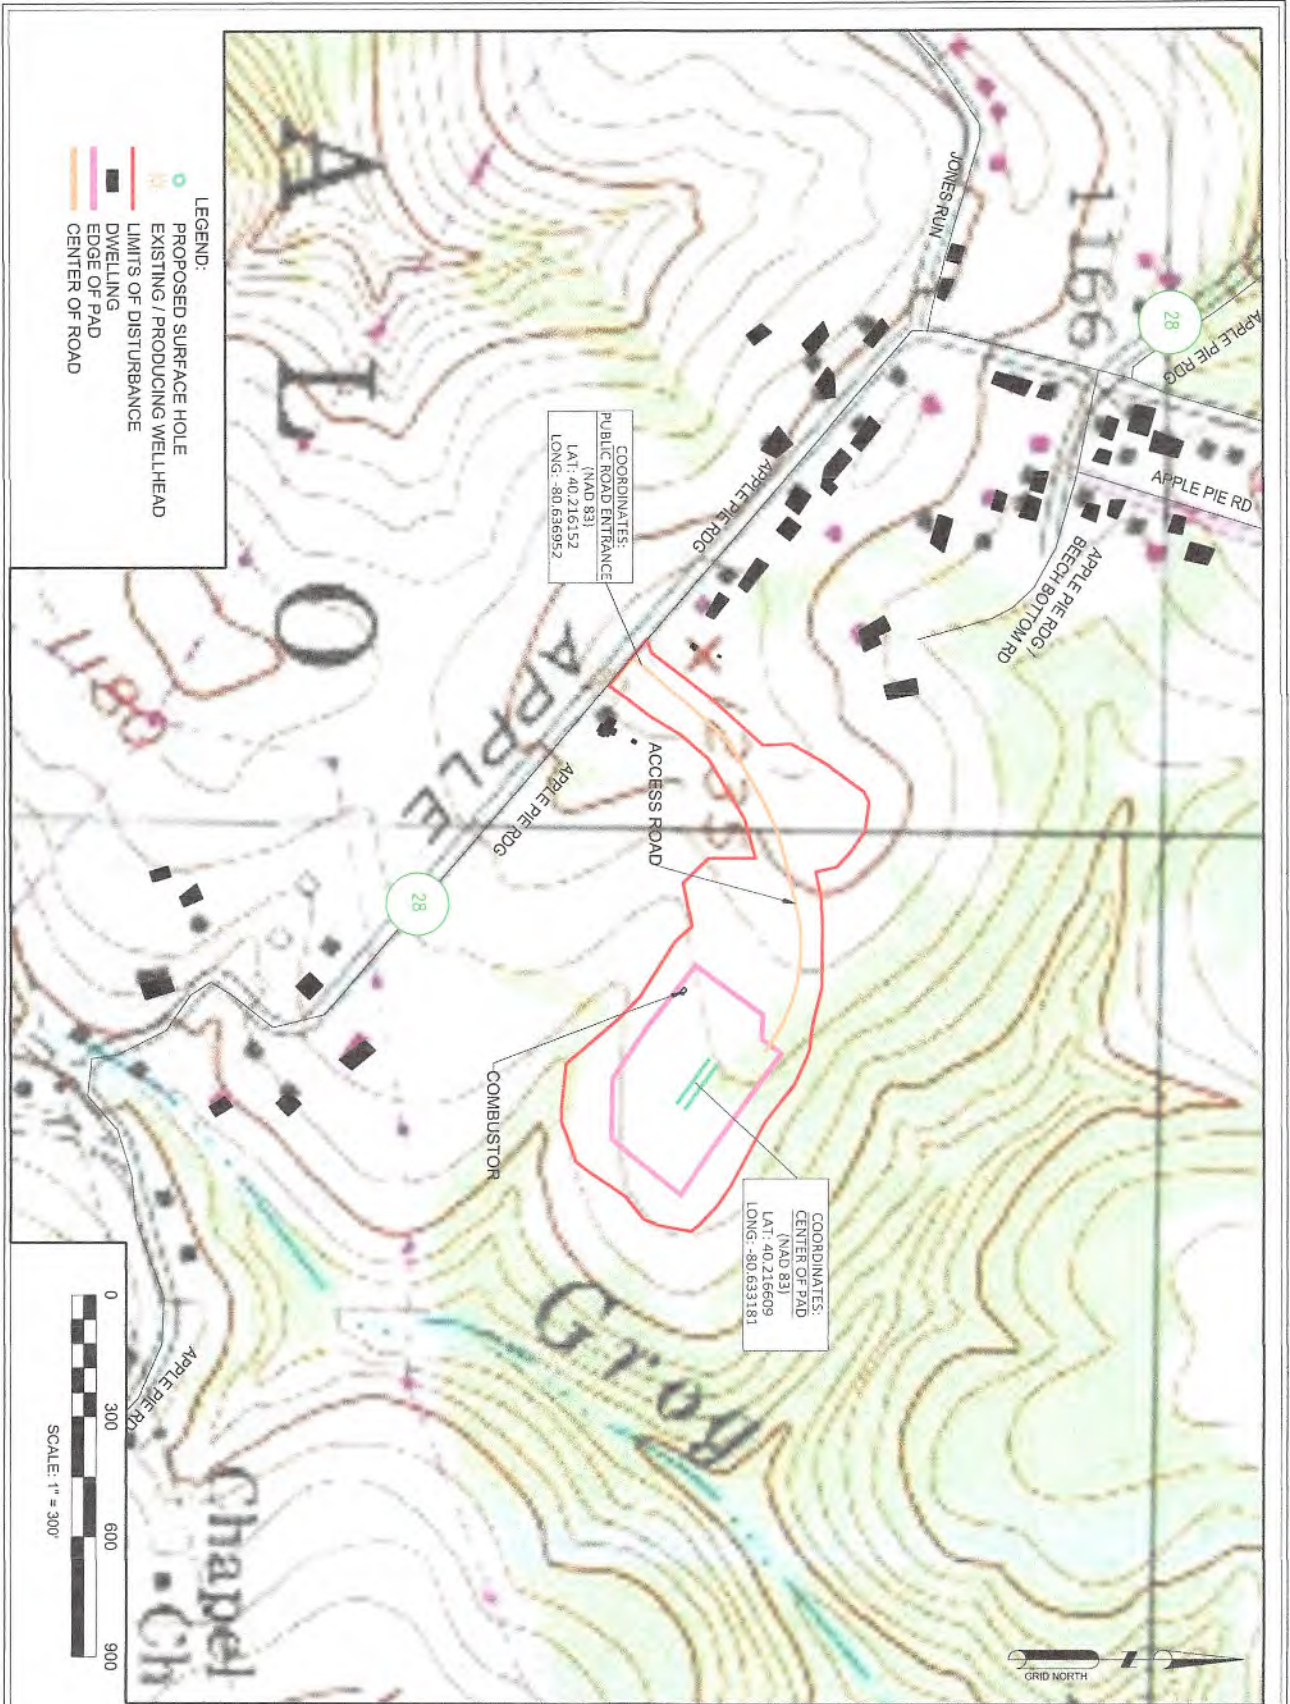 LEGEND:
PROPOSED SURFACE HOLE
EXISTING / PRODUCING WELLHEAD
LIMITS OF DISTURBANCE
DWELLING
EDGE OF PAD
CENTER OF ROAD
1166
28
APPLE PIE RDG
JONES RUN
APPLE PIE RD
APPLE PIE RDG /
BEECH BOTTOM RD
APPLE PIE RDG
COORDINATES:
PUBLIC ROAD ENTRANCE
(NAD 83)
LAT: 40.216152
LONG: -80.636952
ACCESS ROAD
APPLE
APPLE PIE RDG
28
COMBUSTOR
COORDINATES:
CENTER OF PAD
(NAD 83)
LAT: 40.216609
LONG: -80.633181
Grog
A
L
O
1180
APPLE PIE RD
Chapel
Ch
GRID NORTH
0 300 600 900
SCALE: 1" = 300'